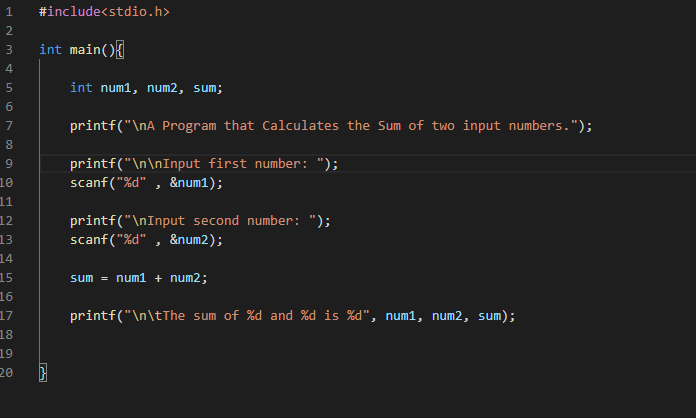 1 #include<stdio.h>
2
3 int main(){
4
5 int num1, num2, sum;
6
7 printf("\nA Program that Calculates the Sum of two input numbers.");
8
9 printf("\n\nInput first number: ");
10 scanf("%d" , &num1);
11
12 printf("\nInput second number: ");
13 scanf("%d" , &num2);
14
15 sum = num1 + num2;
16
17 printf("\n\tThe sum of %d and %d is %d", num1, num2, sum);
18
19
20 }